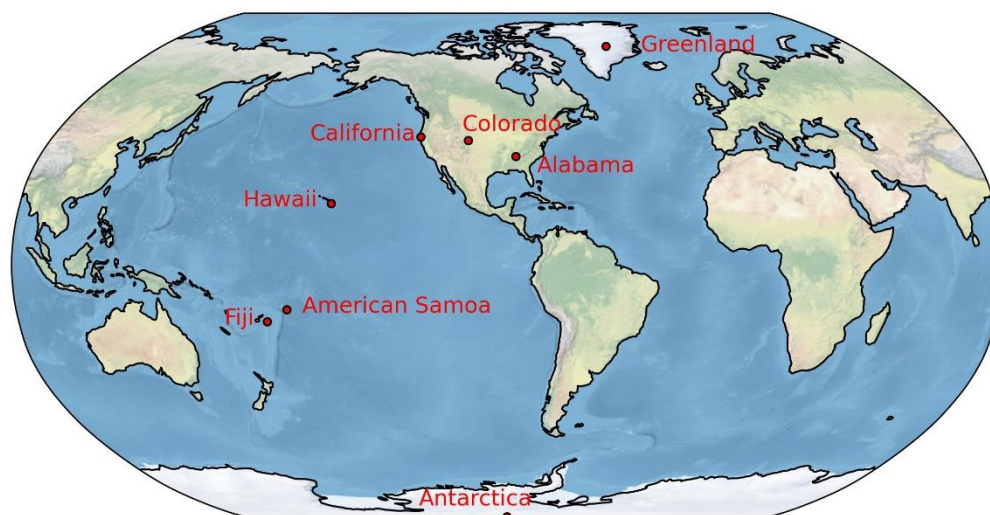 Greenland
California
Colorado
Alabama
Hawaii
American Samoa
Fiji
Antarctica